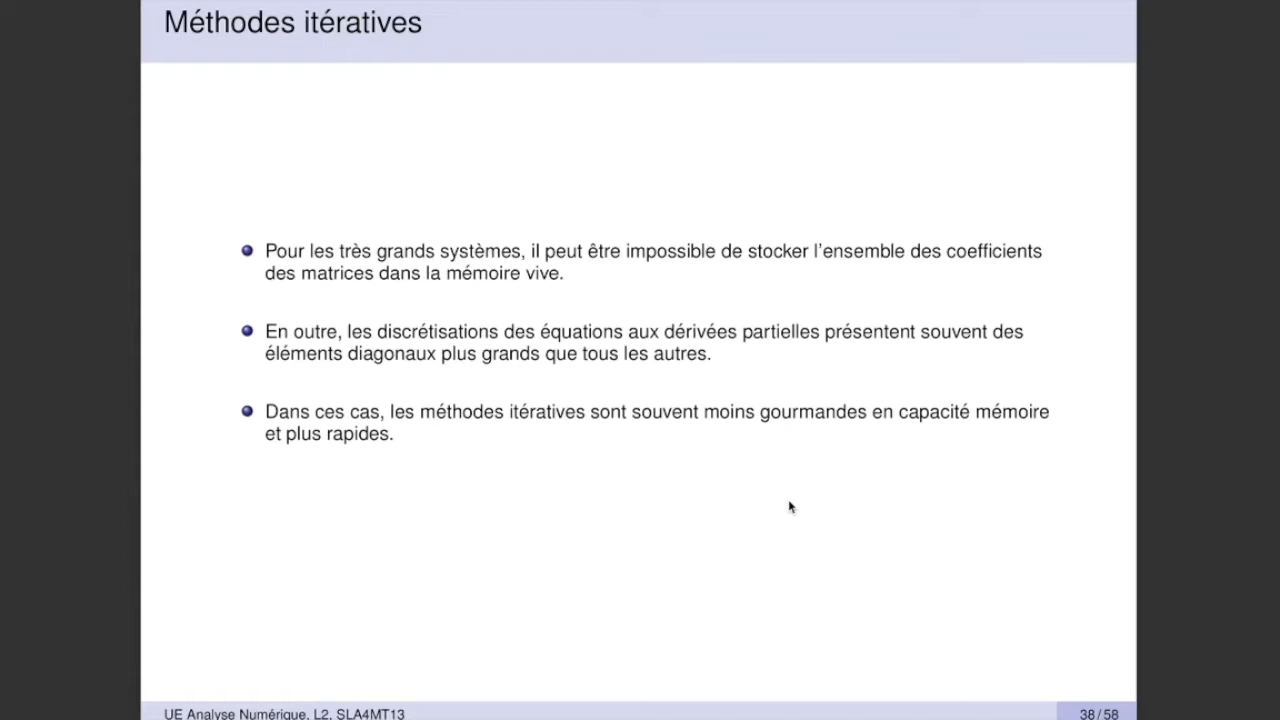 Méthodes itératives
Pour les très grands systèmes, il peut être impossible de stocker l'ensemble des coefficients
des matrices dans la mémoire vive.
En outre, les discrétisations des équations aux dérivées partielles présentent souvent des
éléments diagonaux plus grands que tous les autres.
Dans ces cas, les méthodes itératives sont souvent moins gourmandes en capacité mémoire
et plus rapides.
UE Analyse Numérique, L2, SLA4MT13
38 / 58